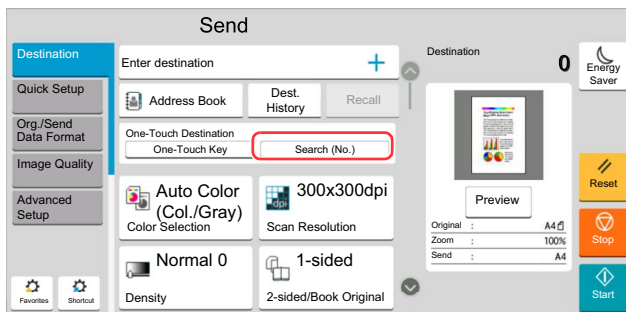 Send
Destination
Quick Setup
Org./Send
Data Format
Image Quality
Advanced
Setup
Favorites
Shortcut
Enter destination
Address Book
Dest.
History
Recall
One-Touch Destination
One-Touch Key
Search (No.)
Auto Color
(Col./Gray)
Color Selection
300x300dpi
dpi
Scan Resolution
Normal 0
Density
1-sided
2-sided/Book Original
Destination 0
Preview
Original : A4
Zoom : 100%
Send : A4
Energy
Saver
Reset
Stop
Start